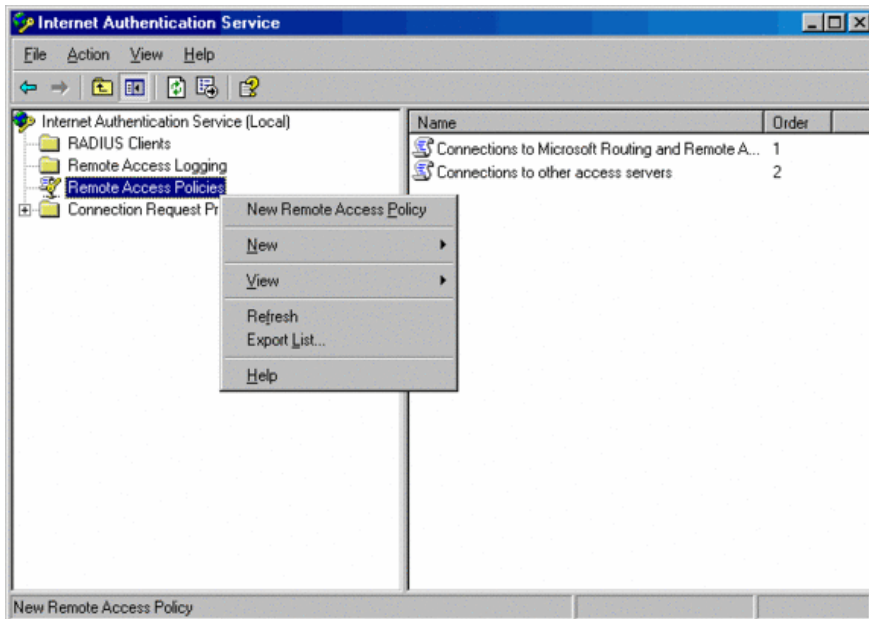 Internet Authentication Service
File Action View Help
Internet Authentication Service (Local)
RADIUS Clients
Remote Access Logging
Remote Access Policies
Connection Request Pr
New Remote Access Policy
New
View
Refresh
Export List...
Help
Name Order
Connections to Microsoft Routing and Remote A... 1
Connections to other access servers 2
New Remote Access Policy